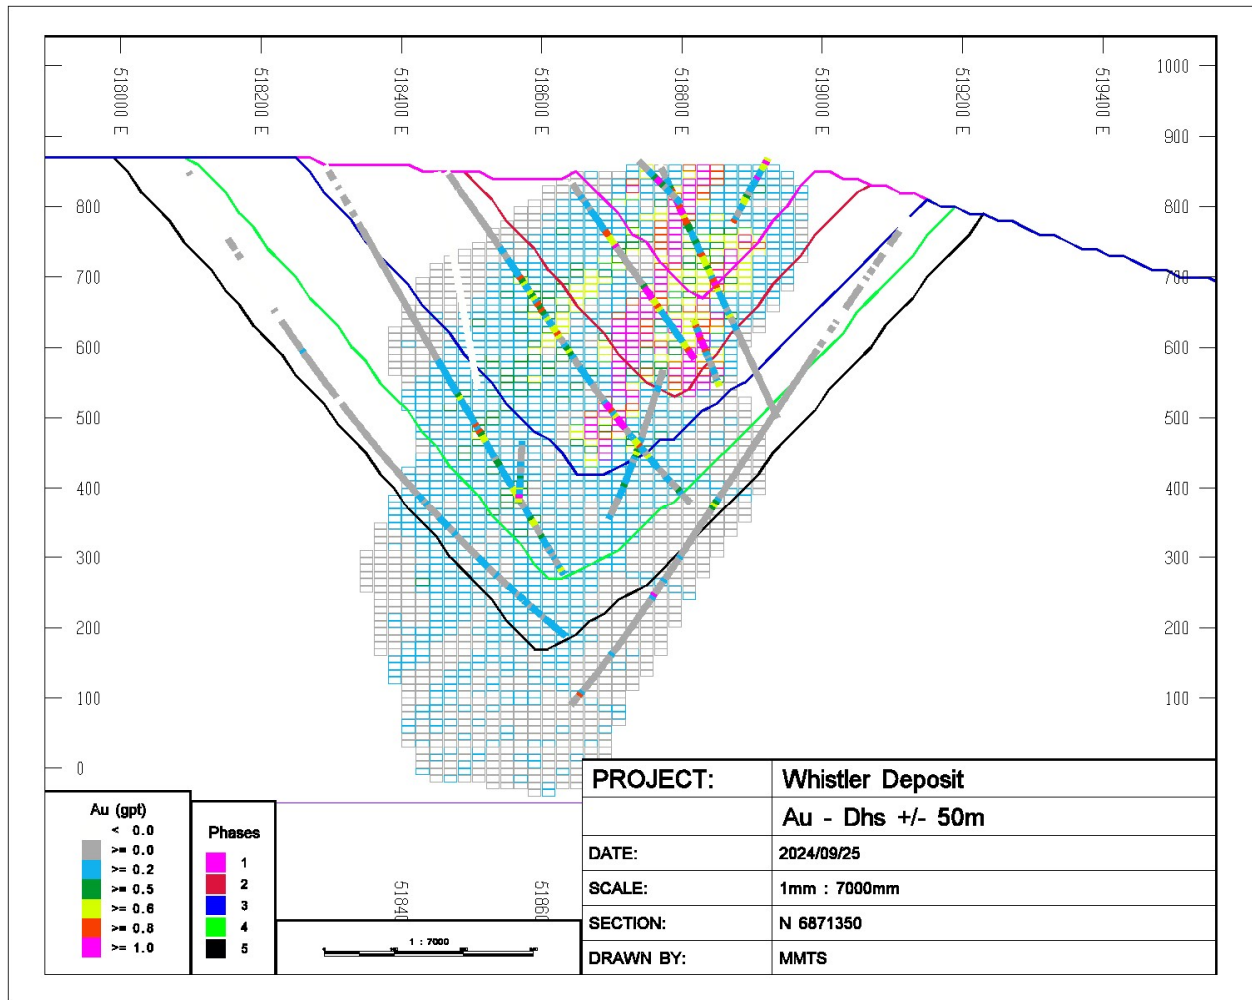 518000 E
518200 E
518400 E
518600 E
518800 E
519000 E
519200 E
519400 E
1000
900
800 800
700 700
600 600
500 500
400 400
300 300
200 200
100 100
0
Au (gpt)
< 0.0
>= 0.0
>= 0.2
>= 0.5
>= 0.6
>= 0.8
>= 1.0
Phases
1
2
3
4
5
51840
51860
1 : 7000
PROJECT: Whistler Deposit
Au - Dhs +/- 50m
DATE: 2024/09/25
SCALE: 1mm : 7000mm
SECTION: N 6871350
DRAWN BY: MMTS